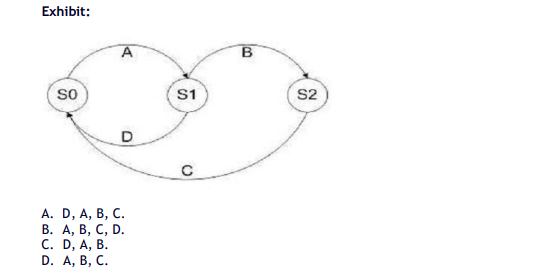 Exhibit:
A
B
S0
S1
S2
D
C
A. D, A, B, C.
B. A, B, C, D.
C. D, A, B.
D. A, B, C.